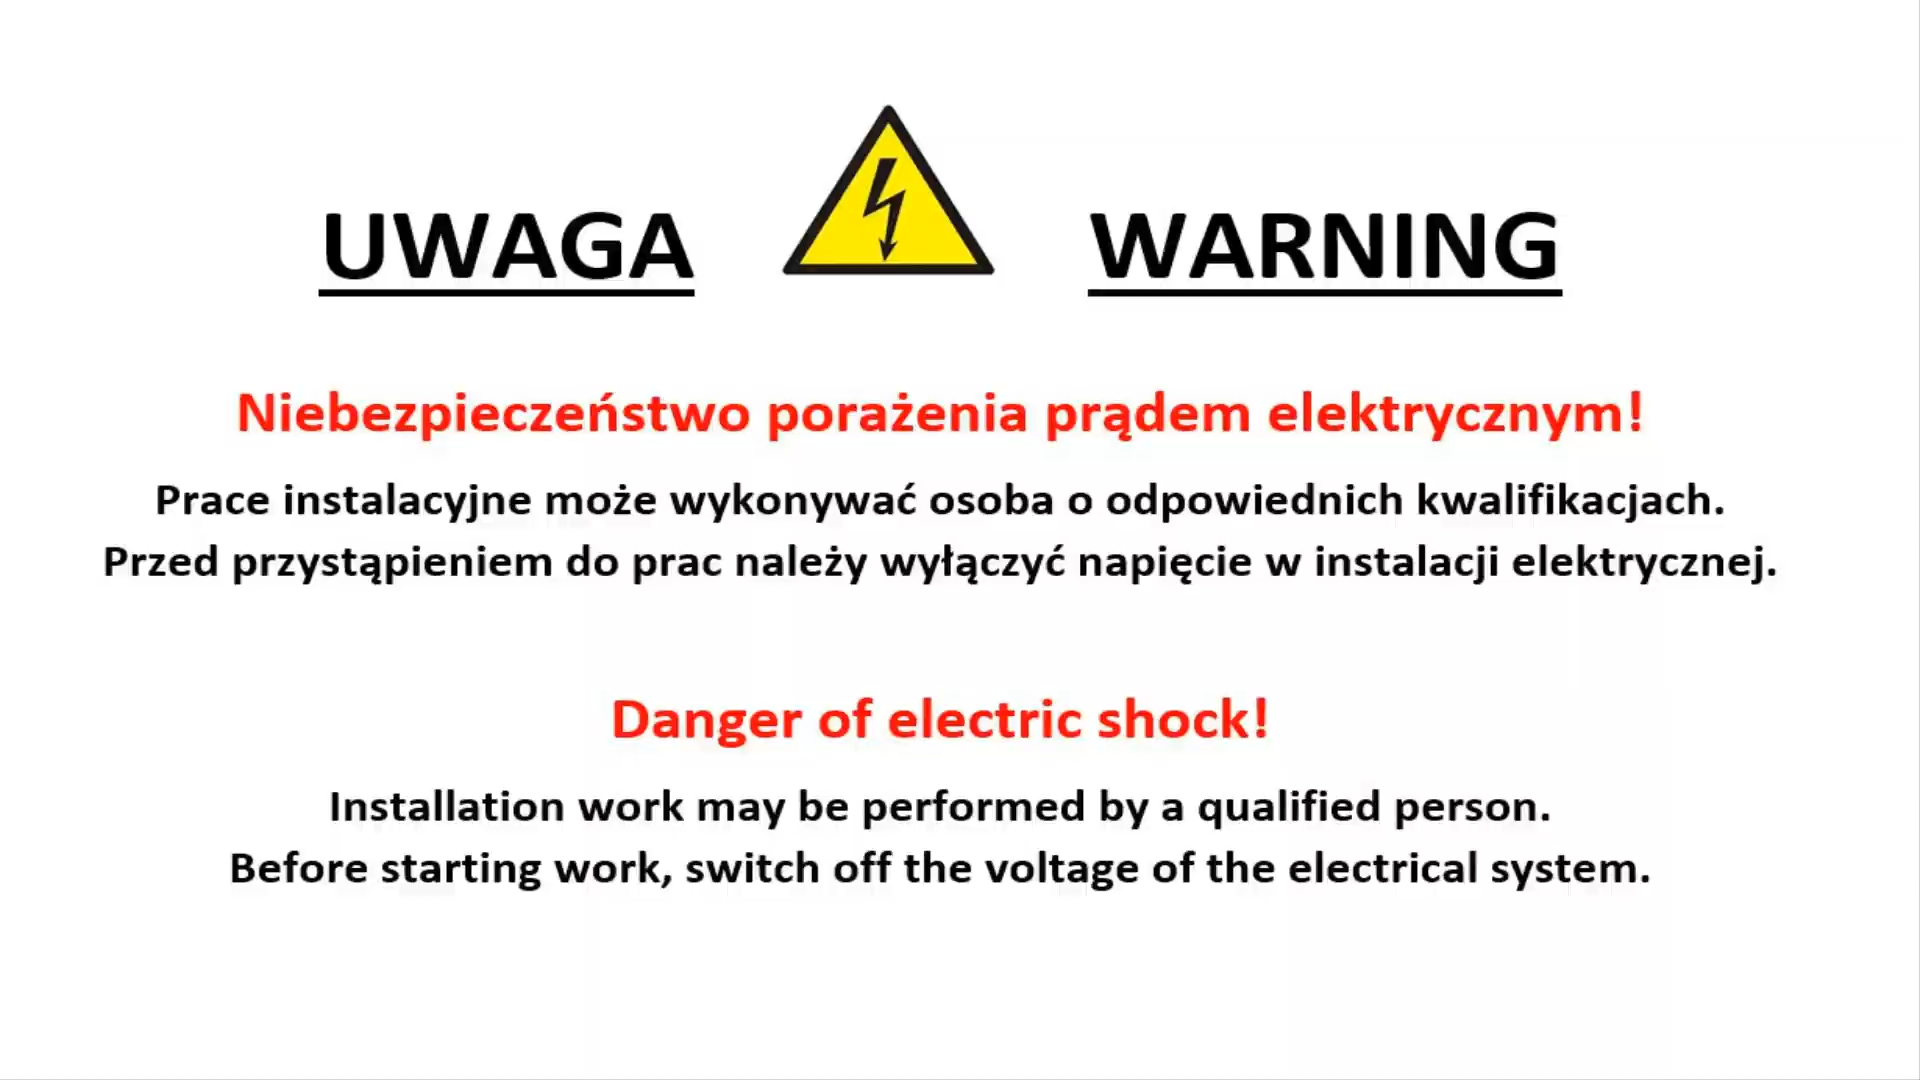 UWAGA WARNING
Niebezpieczeństwo porażenia prądem elektrycznym!
Prace instalacyjne może wykonywać osoba o odpowiednich kwalifikacjach.
Przed przystąpieniem do prac należy wyłączyć napięcie w instalacji elektrycznej.
Danger of electric shock!
Installation work may be performed by a qualified person.
Before starting work, switch off the voltage of the electrical system.